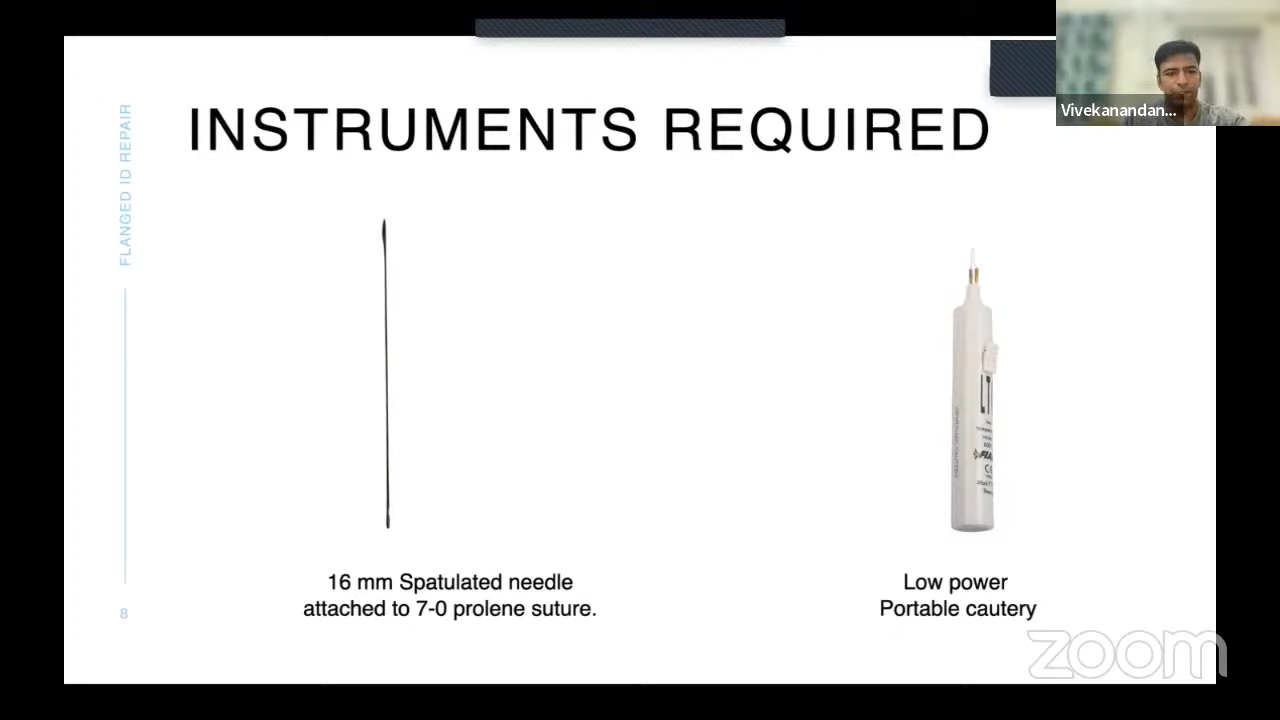 Vivekanandan...
INSTRUMENTS REQUIRED
FLANGED ID REPAIR
16 mm Spatulated needle
attached to 7-0 prolene suture.
Low power
Portable cautery
8
zoom